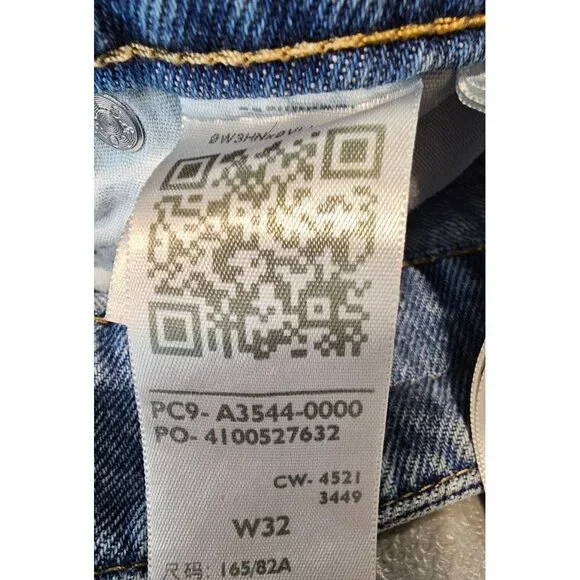 PC9- A3544-0000
PO- 4100527632
CW- 4521
3449
W32
尺码: 165/82A